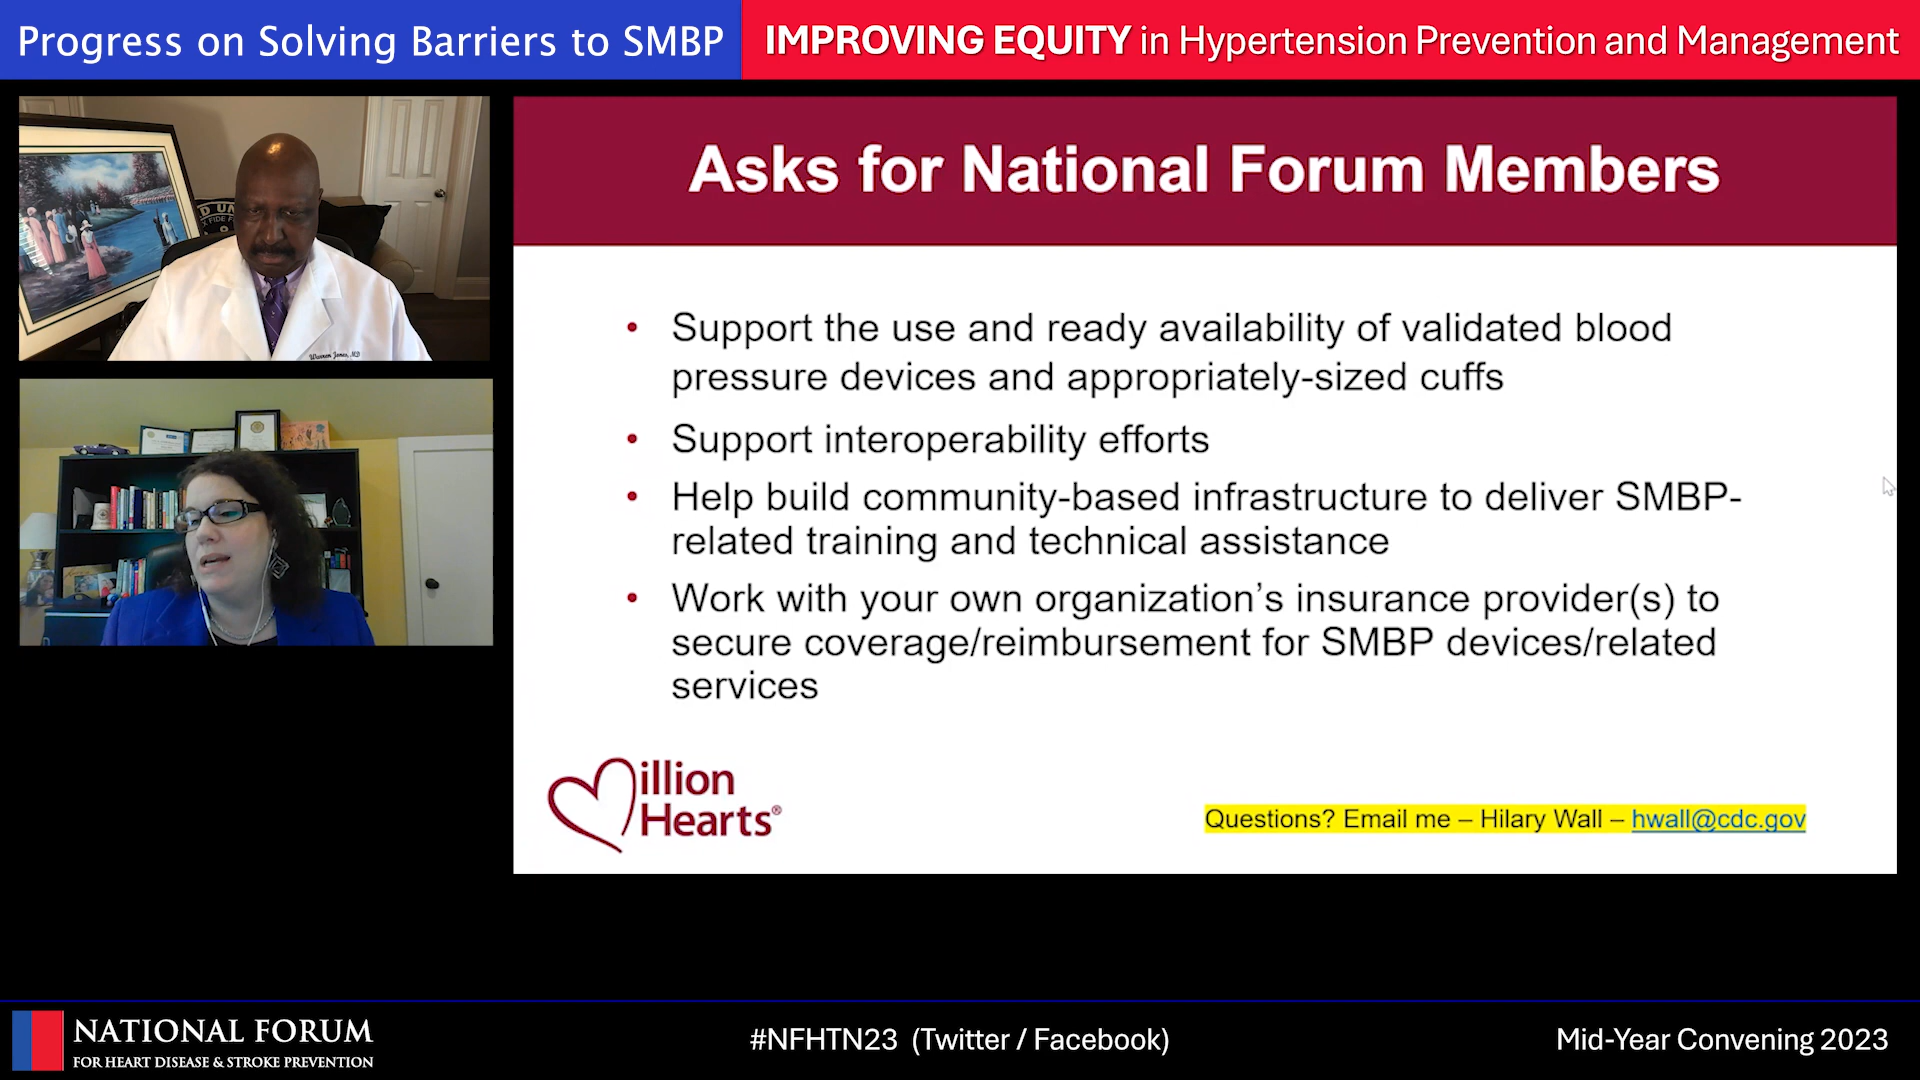 Progress on Solving Barriers to SMBP
IMPROVING EQUITY in Hypertension Prevention and Management
Warren Jones, MD
Asks for National Forum Members
• Support the use and ready availability of validated blood
pressure devices and appropriately-sized cuffs
• Support interoperability efforts
• Help build community-based infrastructure to deliver SMBP-
related training and technical assistance
• Work with your own organization’s insurance provider(s) to
secure coverage/reimbursement for SMBP devices/related
services
Million
Hearts®
Questions? Email me – Hilary Wall – hwall@cdc.gov
NATIONAL FORUM
FOR HEART DISEASE & STROKE PREVENTION
#NFHTN23 (Twitter / Facebook)
Mid-Year Convening 2023